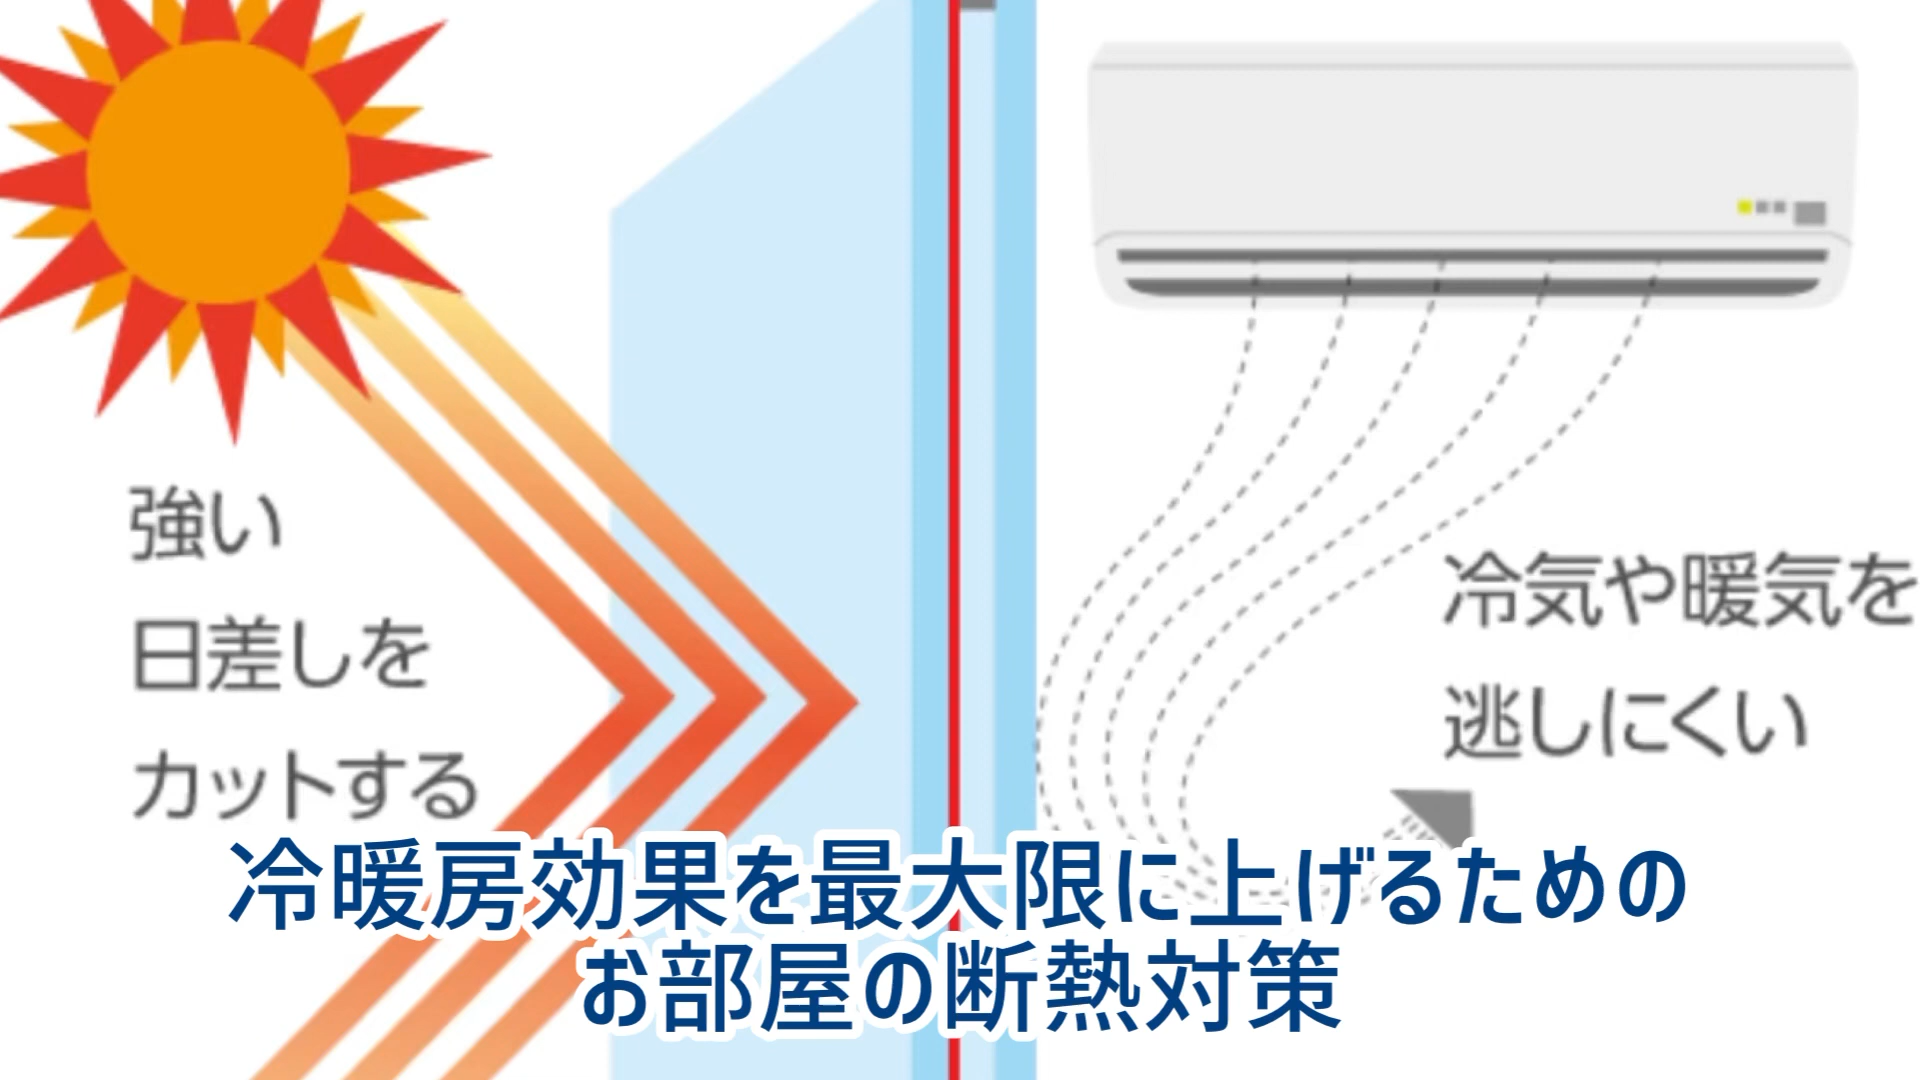 強い
日差しを
カットする
冷気や暖気を
逃しにくい
冷暖房効果を最大限に上げるための
お部屋の断熱対策